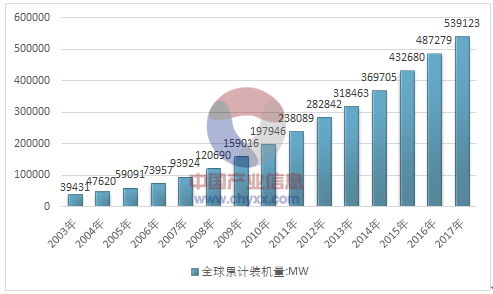 600000
500000
400000
300000
200000
100000
0
39431
47620
59091
73957
93924
120690
159016
197946
238089
282842
318463
369705
432680
487279
539123
2003年
2004年
2005年
2006年
2007年
2008年
2009年
2010年
2011年
2012年
2013年
2014年
2015年
2016年
2017年
中国产业信息
www.chyxx.com
全球累计装机量:MW